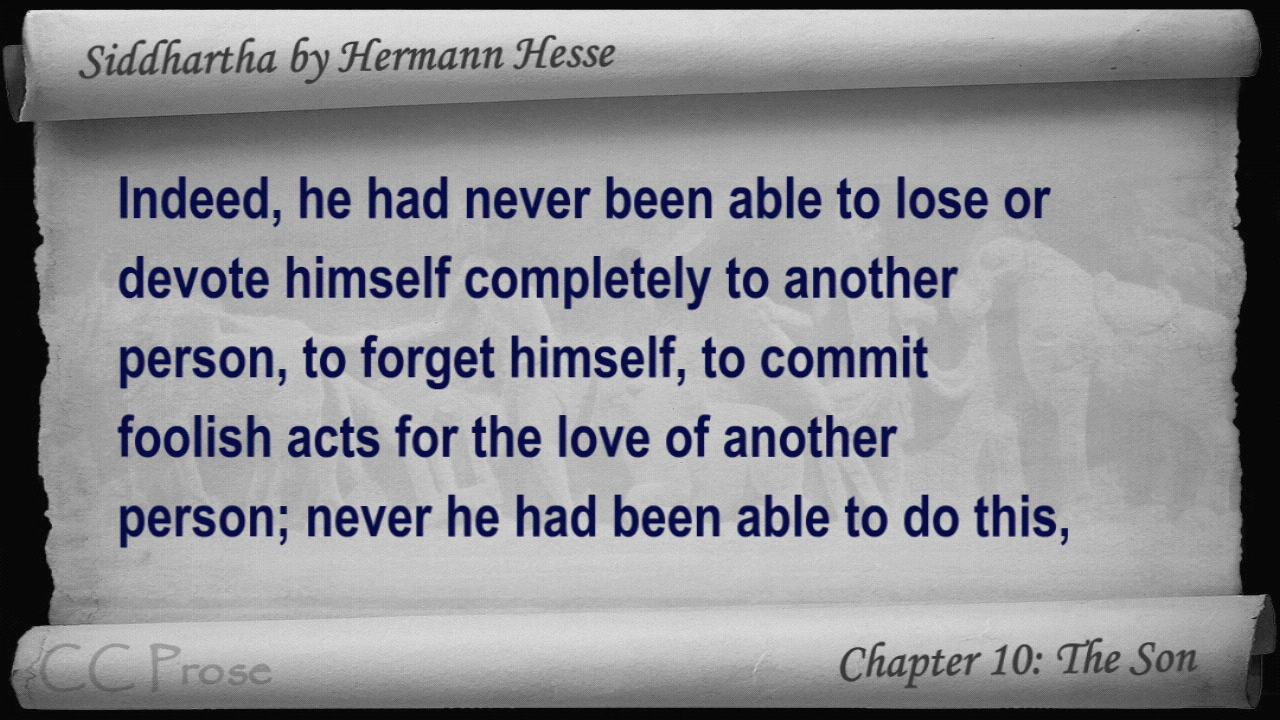 Siddhartha by Hermann Hesse
Indeed, he had never been able to lose or
devote himself completely to another
person, to forget himself, to commit
foolish acts for the love of another
person; never he had been able to do this,
CC Prose
Chapter 10: The Son